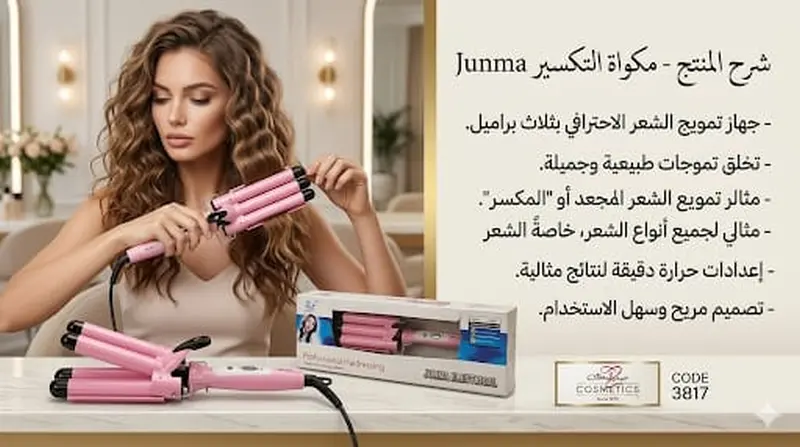 شرح المنتج - مكواة التكسير Junma
- جهاز تمويج الشعر الاحترافي بثلاث براميل.
- تخلق تموجات طبيعية وجميلة.
- مثالر تمويع الشعر المجعد أو "المكسر".
- مثالي لجميع أنواع الشعر، خاصةً الشعر
- إعدادات حرارة دقيقة لنتائج مثالية.
- تصميم مريح وسهل الاستخدام.
COSMETICS
CODE
3817